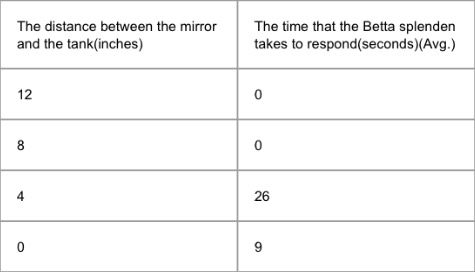 The distance between the mirror
and the tank(inches)
The time that the Betta splenden
takes to respond(seconds)(Avg.)
12
0
8
0
4
26
0
9